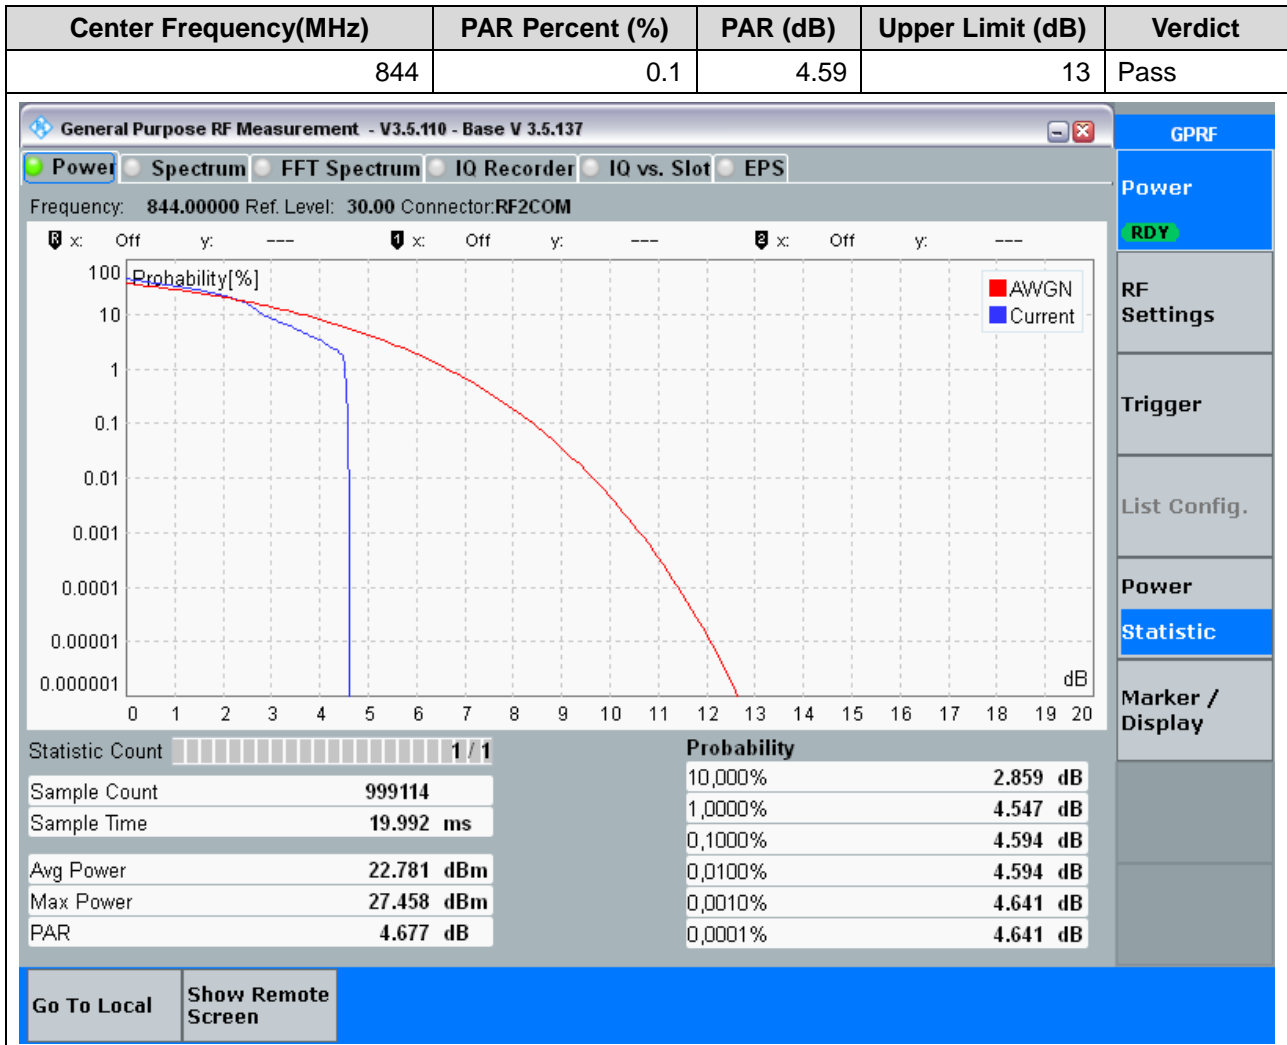 Center Frequency(MHz) PAR Percent (%) PAR (dB) Upper Limit (dB) Verdict
844 0.1 4.59 13 Pass
General Purpose RF Measurement - V3.5.110 - Base V 3.5.137
GPRF
Power Spectrum FFT Spectrum IQ Recorder IQ vs. Slot EPS
Power
RDY
Frequency: 844.00000 Ref. Level: 30.00 Connector:RF2COM
R x: Off y: --- 1 x: Off y: --- 2 x: Off y: ---
Probability[%]
AWGN
Current
100
10
1
0.1
0.01
0.001
0.0001
0.00001
0.000001
dB
0 1 2 3 4 5 6 7 8 9 10 11 12 13 14 15 16 17 18 19 20
RF
Settings
Trigger
List Config.
Power
Statistic
Marker /
Display
Statistic Count 1 / 1
Sample Count 999114
Sample Time 19.992 ms
Avg Power 22.781 dBm
Max Power 27.458 dBm
PAR 4.677 dB
Probability
10,000% 2.859 dB
1,0000% 4.547 dB
0,1000% 4.594 dB
0,0100% 4.594 dB
0,0010% 4.641 dB
0,0001% 4.641 dB
Go To Local
Show Remote
Screen